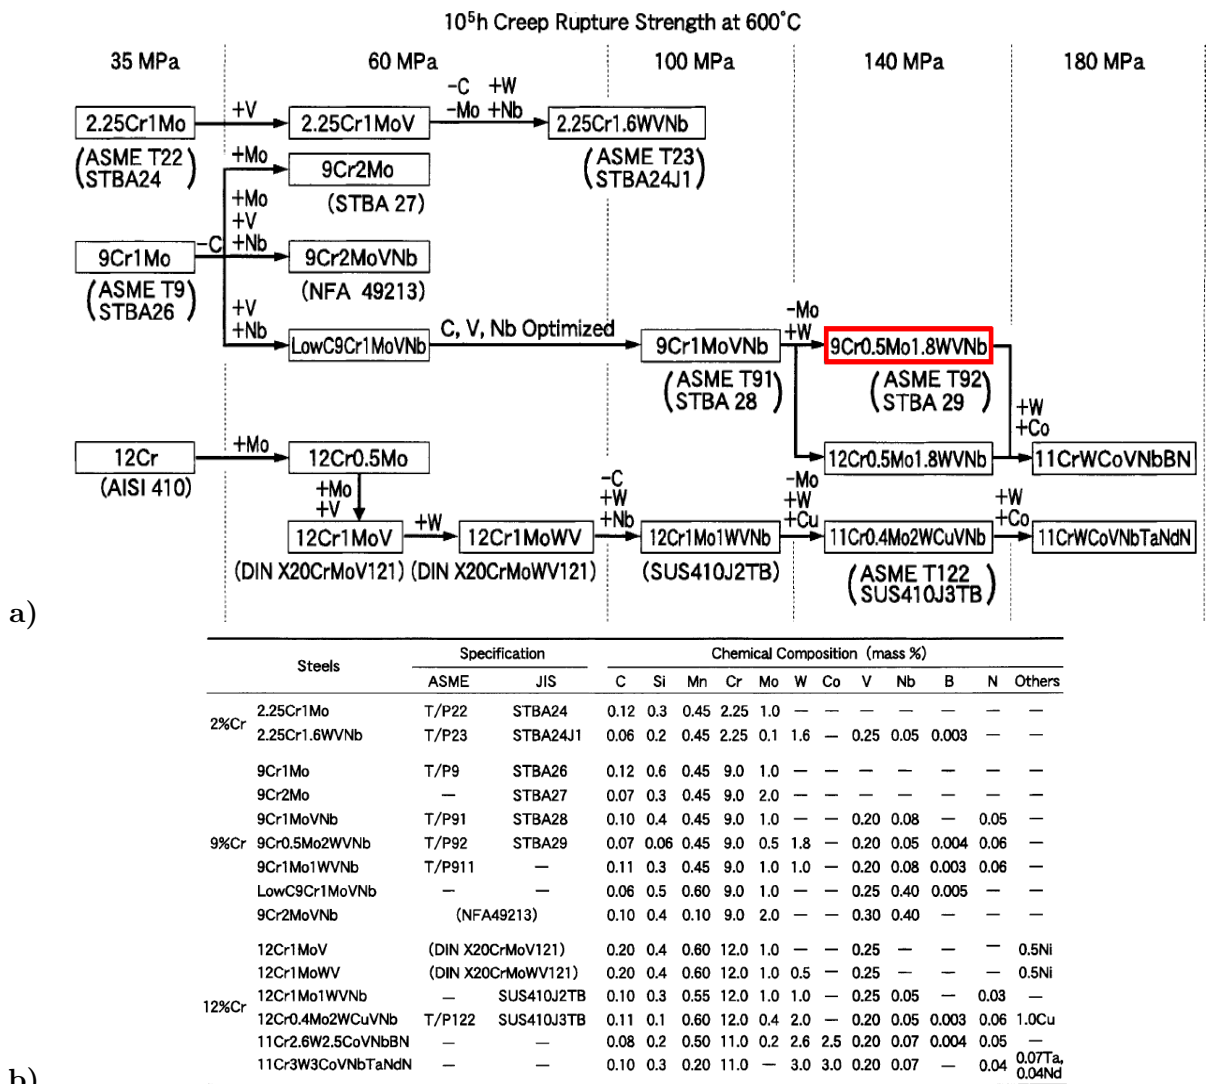 10⁵h Creep Rupture Strength at 600°C
35 MPa 60 MPa 100 MPa 140 MPa 180 MPa
−C +W
+V −Mo +Nb
2.25Cr1Mo 2.25Cr1MoV 2.25Cr1.6WVNb
(ASME T22 STBA24) (ASME T23 STBA24J1)
+Mo
9Cr2Mo
(STBA 27)
+Mo
+V
−C +Nb
9Cr1Mo 9Cr2MoVNb
(ASME T9 STBA26) (NFA 49213)
+V
+Nb
LowC9Cr1MoVNb C, V, Nb Optimized 9Cr1MoVNb
−Mo
+W
9Cr0.5Mo1.8WVNb
(ASME T91 STBA 28) (ASME T92 STBA 29)
+W
+Co
12Cr +Mo 12Cr0.5Mo 12Cr0.5Mo1.8WVNb 11CrWCoVNbBN
(AISI 410)
+Mo
+V
−C
+W
+Nb
−Mo
+W
+Cu
+W
+Co
12Cr1MoV +W 12Cr1MoWV 12Cr1Mo1WVNb 11Cr0.4Mo2WCuVNb 11CrWCoVNbTaNdN
(DIN X20CrMoV121) (DIN X20CrMoWV121) (SUS410J2TB) (ASME T122 SUS410J3TB)
a)
Steels Specification Chemical Composition (mass %)
ASME JIS C Si Mn Cr Mo W Co V Nb B N Others
2%Cr
2.25Cr1Mo T/P22 STBA24 0.12 0.3 0.45 2.25 1.0 — — — — — — —
2.25Cr1.6WVNb T/P23 STBA24J1 0.06 0.2 0.45 2.25 0.1 1.6 — 0.25 0.05 0.003 — —
9Cr1Mo T/P9 STBA26 0.12 0.6 0.45 9.0 1.0 — — — — — — —
9Cr2Mo — STBA27 0.07 0.3 0.45 9.0 2.0 — — — — — — —
9Cr1MoVNb T/P91 STBA28 0.10 0.4 0.45 9.0 1.0 — — 0.20 0.08 — 0.05 —
9%Cr 9Cr0.5Mo2WVNb T/P92 STBA29 0.07 0.06 0.45 9.0 0.5 1.8 — 0.20 0.05 0.004 0.06 —
9Cr1Mo1WVNb T/P911 — 0.11 0.3 0.45 9.0 1.0 1.0 — 0.20 0.08 0.003 0.06 —
LowC9Cr1MoVNb — — 0.06 0.5 0.60 9.0 1.0 — — 0.25 0.40 0.005 — —
9Cr2MoVNb (NFA49213) 0.10 0.4 0.10 9.0 2.0 — — 0.30 0.40 — — —
12Cr1MoV (DIN X20CrMoV121) 0.20 0.4 0.60 12.0 1.0 — — 0.25 — — — 0.5Ni
12Cr1MoWV (DIN X20CrMoWV121) 0.20 0.4 0.60 12.0 1.0 0.5 — 0.25 — — — 0.5Ni
12%Cr
12Cr1Mo1WVNb — SUS410J2TB 0.10 0.3 0.55 12.0 1.0 1.0 — 0.25 0.05 — 0.03 —
12Cr0.4Mo2WCuVNb T/P122 SUS410J3TB 0.11 0.1 0.60 12.0 0.4 2.0 — 0.20 0.05 0.003 0.06 1.0Cu
11Cr2.6W2.5CoVNbBN — — 0.08 0.2 0.50 11.0 0.2 2.6 2.5 0.20 0.07 0.004 0.05 —
11Cr3W3CoVNbTaNdN — — 0.10 0.3 0.20 11.0 — 3.0 3.0 0.20 0.07 — 0.04 0.07Ta, 0.04Nd
b)